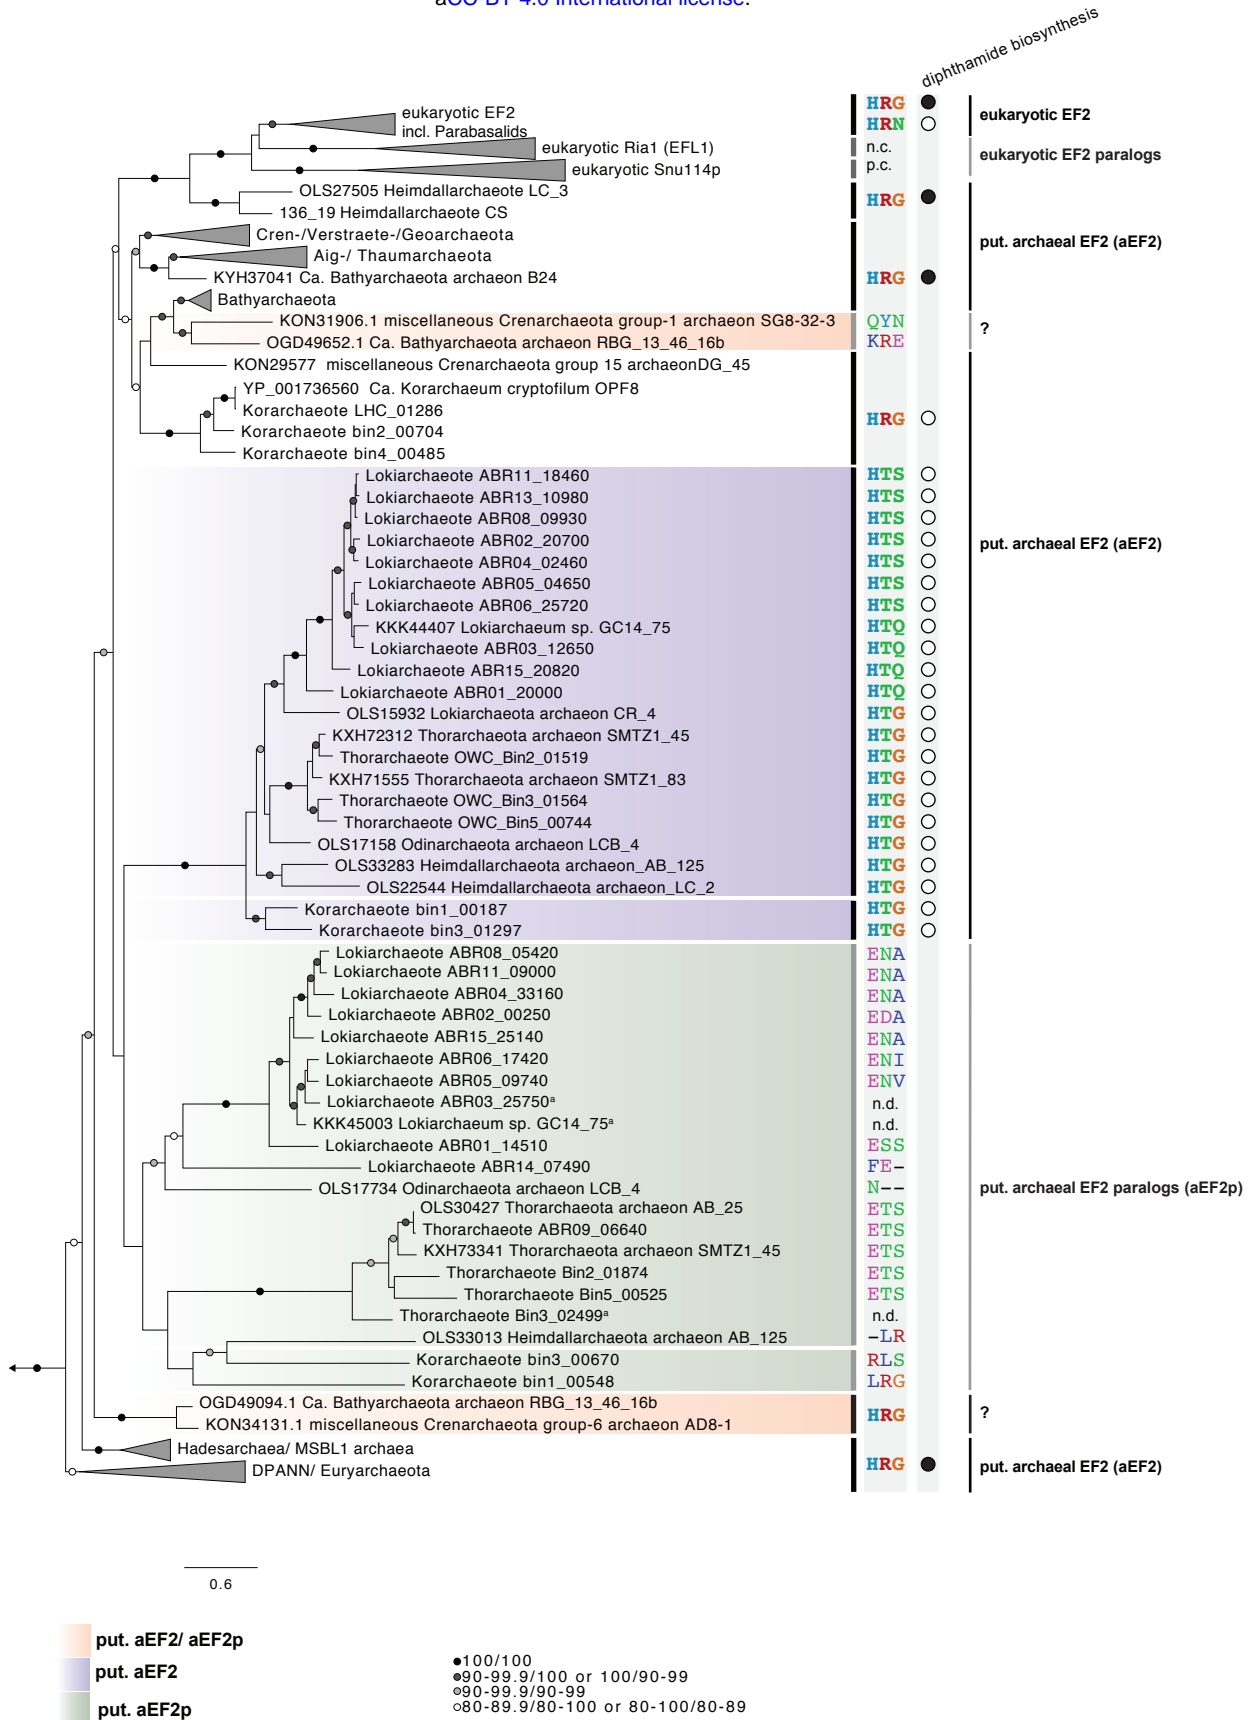 aCC-BY 4.0 International license.
diphthamide biosynthesis
eukaryotic EF2
incl. Parabasalids
HRG
HRN
eukaryotic EF2
eukaryotic Ria1 (EFL1)
n.c.
eukaryotic EF2 paralogs
eukaryotic Snu114p
p.c.
OLS27505 Heimdallarchaeote LC_3
HRG
136_19 Heimdallarchaeote CS
Cren-/Verstraete-/Geoarchaeota
put. archaeal EF2 (aEF2)
Aig-/ Thaumarchaeota
KYH37041 Ca. Bathyarchaeota archaeon B24
HRG
Bathyarchaeota
KON31906.1 miscellaneous Crenarchaeota group-1 archaeon SG8-32-3
QYN
?
OGD49652.1 Ca. Bathyarchaeota archaeon RBG_13_46_16b
KRE
KON29577 miscellaneous Crenarchaeota group 15 archaeonDG_45
YP_001736560 Ca. Korarchaeum cryptofilum OPF8
Korarchaeote LHC_01286
HRG
Korarchaeote bin2_00704
Korarchaeote bin4_00485
Lokiarchaeote ABR11_18460
HTS
Lokiarchaeote ABR13_10980
HTS
Lokiarchaeote ABR08_09930
HTS
Lokiarchaeote ABR02_20700
HTS
put. archaeal EF2 (aEF2)
Lokiarchaeote ABR04_02460
HTS
Lokiarchaeote ABR05_04650
HTS
Lokiarchaeote ABR06_25720
HTS
KKK44407 Lokiarchaeum sp. GC14_75
HTQ
Lokiarchaeote ABR03_12650
HTQ
Lokiarchaeote ABR15_20820
HTQ
Lokiarchaeote ABR01_20000
HTQ
OLS15932 Lokiarchaeota archaeon CR_4
HTG
KXH72312 Thorarchaeota archaeon SMTZ1_45
HTG
Thorarchaeote OWC_Bin2_01519
HTG
KXH71555 Thorarchaeota archaeon SMTZ1_83
HTG
Thorarchaeote OWC_Bin3_01564
HTG
Thorarchaeote OWC_Bin5_00744
HTG
OLS17158 Odinarchaeota archaeon LCB_4
HTG
OLS33283 Heimdallarchaeota archaeon_AB_125
HTG
OLS22544 Heimdallarchaeota archaeon_LC_2
HTG
Korarchaeote bin1_00187
HTG
Korarchaeote bin3_01297
HTG
Lokiarchaeote ABR08_05420
ENA
Lokiarchaeote ABR11_09000
ENA
Lokiarchaeote ABR04_33160
ENA
Lokiarchaeote ABR02_00250
EDA
Lokiarchaeote ABR15_25140
ENA
Lokiarchaeote ABR06_17420
ENI
Lokiarchaeote ABR05_09740
ENV
Lokiarchaeote ABR03_25750ª
n.d.
KKK45003 Lokiarchaeum sp. GC14_75ª
n.d.
Lokiarchaeote ABR01_14510
ESS
Lokiarchaeote ABR14_07490
FE-
OLS17734 Odinarchaeota archaeon LCB_4
N--
put. archaeal EF2 paralogs (aEF2p)
OLS30427 Thorarchaeota archaeon AB_25
ETS
Thorarchaeote ABR09_06640
ETS
KXH73341 Thorarchaeota archaeon SMTZ1_45
ETS
Thorarchaeote Bin2_01874
ETS
Thorarchaeote Bin5_00525
ETS
Thorarchaeote Bin3_02499ª
n.d.
OLS33013 Heimdallarchaeota archaeon AB_125
-LR
Korarchaeote bin3_00670
RLS
Korarchaeote bin1_00548
LRG
OGD49094.1 Ca. Bathyarchaeota archaeon RBG_13_46_16b
HRG
?
KON34131.1 miscellaneous Crenarchaeota group-6 archaeon AD8-1
Hadesarchaea/ MSBL1 archaea
HRG
put. archaeal EF2 (aEF2)
DPANN/ Euryarchaeota
0.6
put. aEF2/ aEF2p
put. aEF2
put. aEF2p
100/100
90-99.9/100 or 100/90-99
90-99.9/90-99
80-89.9/80-100 or 80-100/80-89